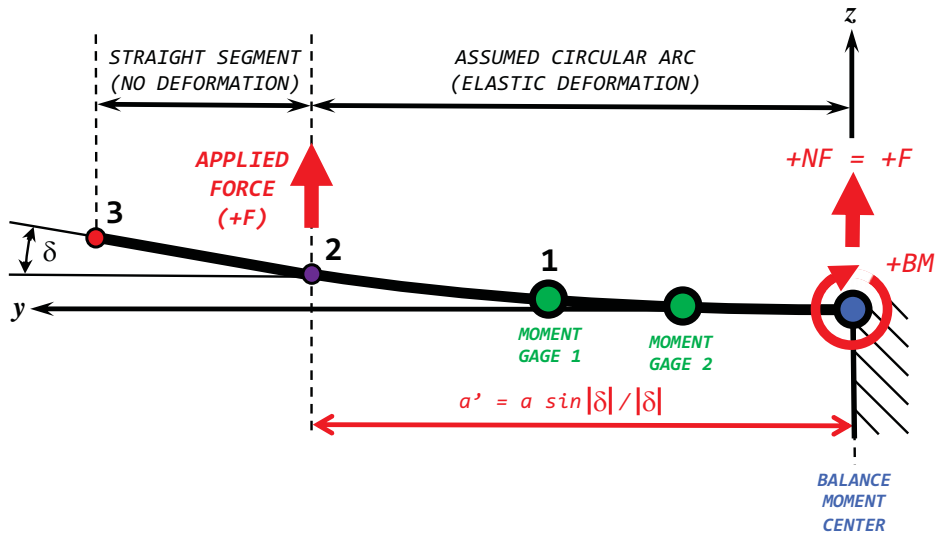 STRAIGHT SEGMENT
(NO DEFORMATION)
ASSUMED CIRCULAR ARC
(ELASTIC DEFORMATION)
z
APPLIED
FORCE
(+F)
+NF = +F
3
2
1
δ
+BM
y
MOMENT
GAGE 1
MOMENT
GAGE 2
a’ = a sin|δ|/|δ|
BALANCE
MOMENT
CENTER